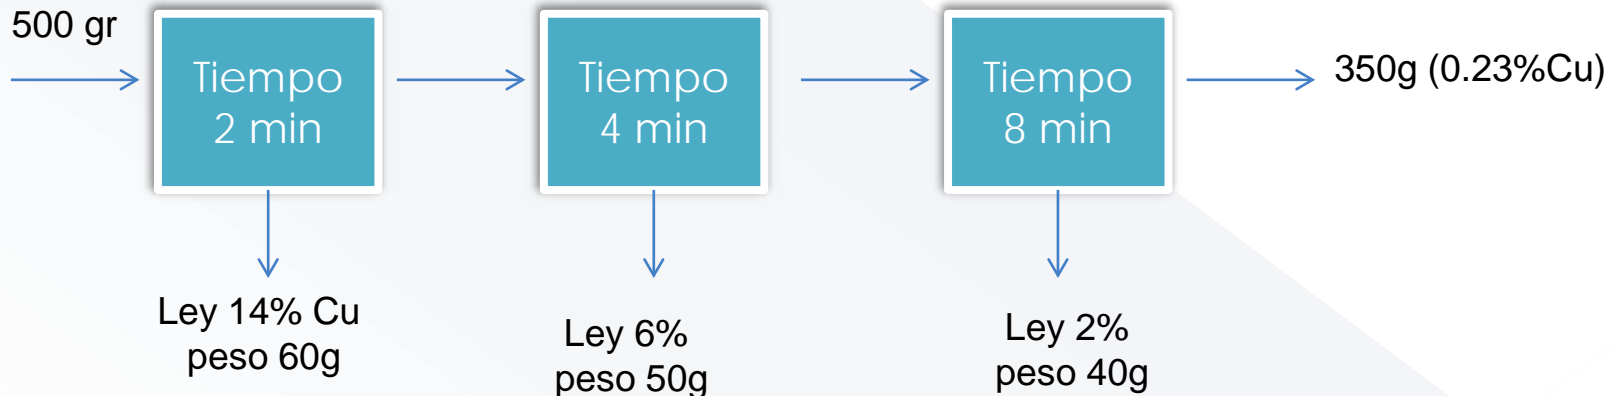 500 gr
Tiempo
2 min
Tiempo
4 min
Tiempo
8 min
350g (0.23%Cu)
Ley 14% Cu
peso 60g
Ley 6%
peso 50g
Ley 2%
peso 40g